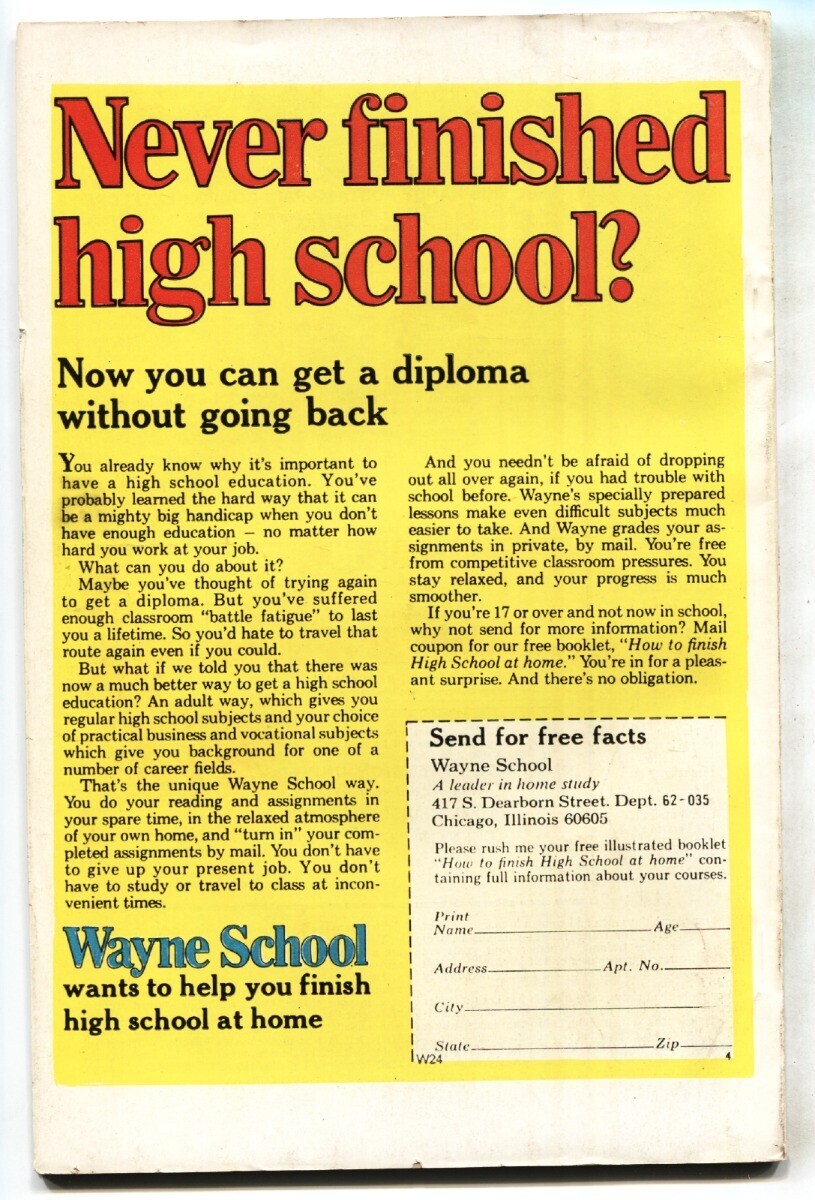 Never finished
high school?
Now you can get a diploma
without going back
You already know why it's important to
have a high school education. You've
probably learned the hard way that it can
be a mighty big handicap when you don't
have enough education – no matter how
hard you work at your job.
What can you do about it?
Maybe you've thought of trying again
to get a diploma. But you've suffered
enough classroom "battle fatigue" to last
you a lifetime. So you'd hate to travel that
route again even if you could.
But what if we told you that there was
now a much better way to get a high school
education? An adult way, which gives you
regular high school subjects and your choice
of practical business and vocational subjects
which give you background for one of a
number of career fields.
That's the unique Wayne School way.
You do your reading and assignments in
your spare time, in the relaxed atmosphere
of your own home, and "turn in" your com-
pleted assignments by mail. You don't have
to give up your present job. You don't
have to study or travel to class at incon-
venient times.
Wayne School
wants to help you finish
high school at home
And you needn't be afraid of dropping
out all over again, if you had trouble with
school before. Wayne's specially prepared
lessons make even difficult subjects much
easier to take. And Wayne grades your as-
signments in private, by mail. You're free
from competitive classroom pressures. You
stay relaxed, and your progress is much
smoother.
If you're 17 or over and not now in school,
why not send for more information? Mail
coupon for our free booklet, "How to finish
High School at home." You're in for a pleas-
ant surprise. And there's no obligation.
Send for free facts
Wayne School
A leader in home study
417 S. Dearborn Street. Dept. 62-035
Chicago, Illinois 60605
Please rush me your free illustrated booklet
"How to finish High School at home" con-
taining full information about your courses.
Print
Name Age
Address Apt. No.
City
State Zip
W24 4